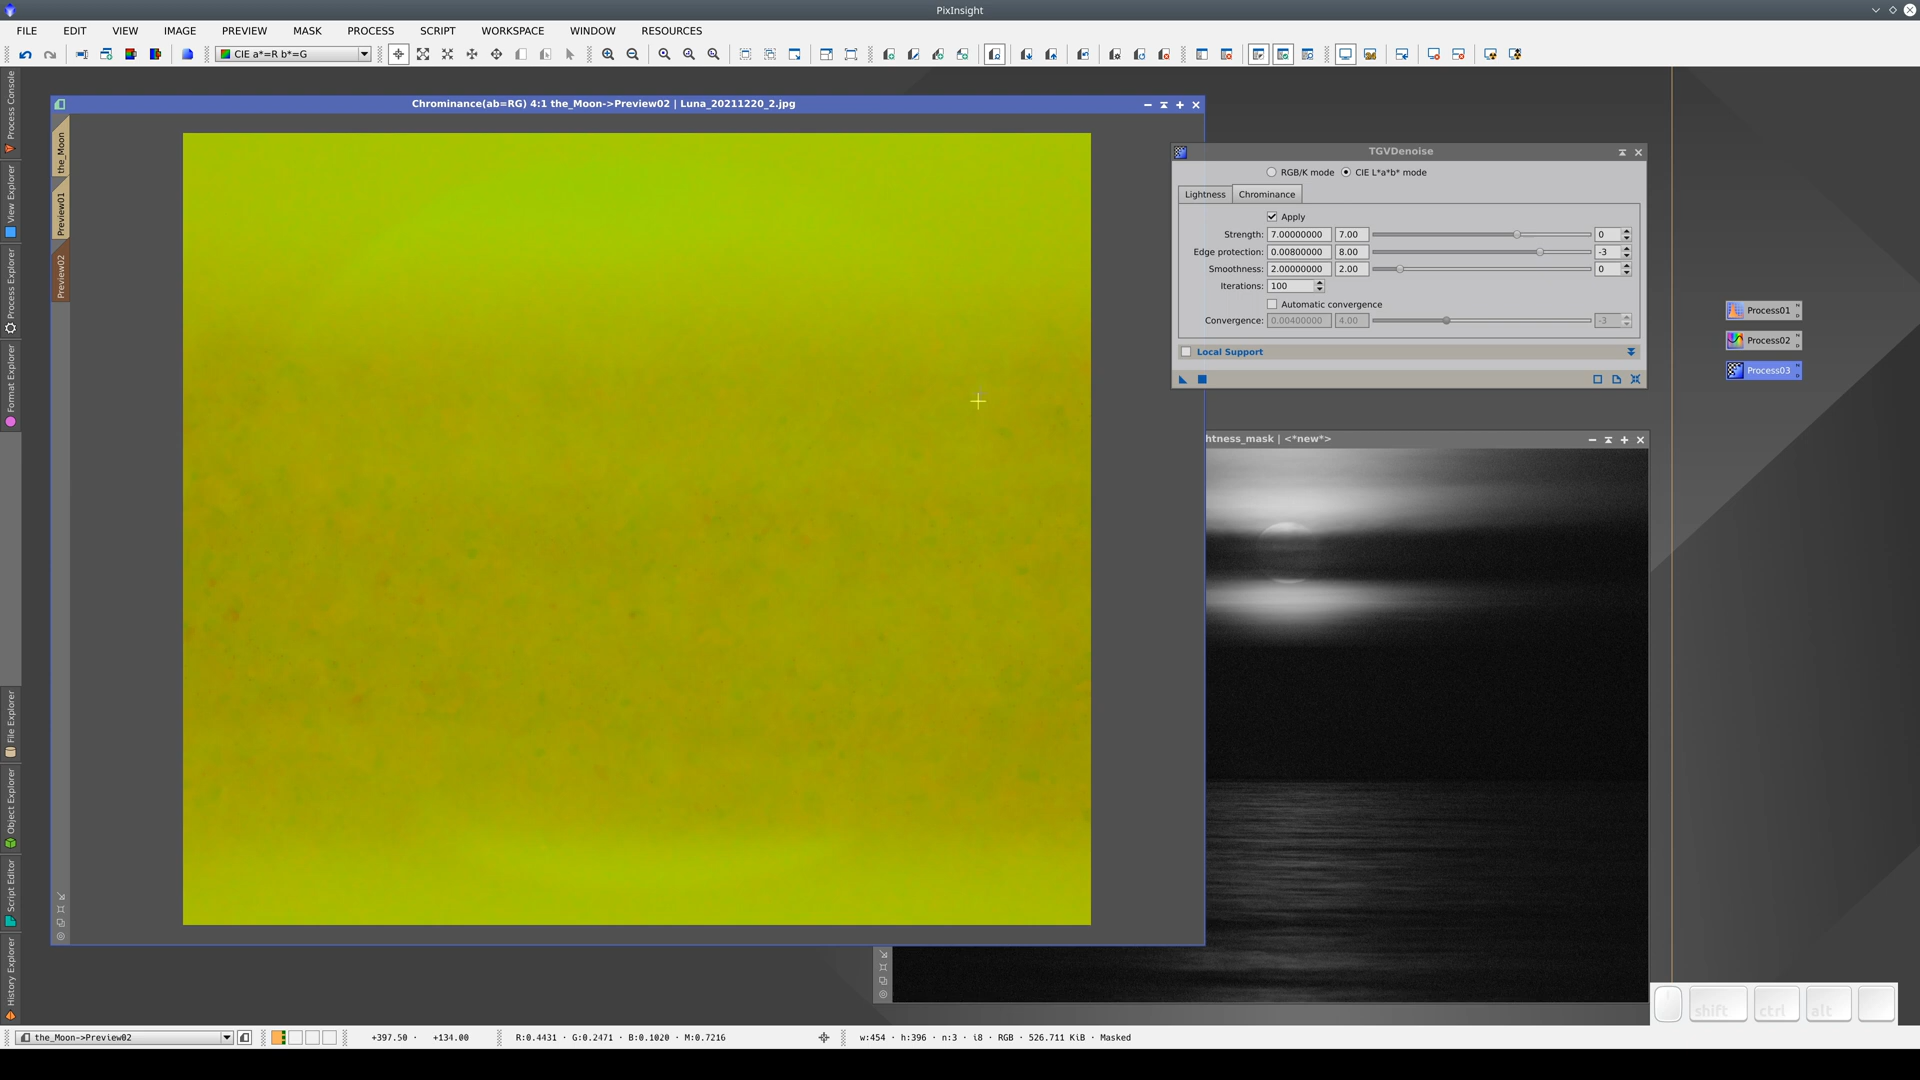 PixInsight
FILE EDIT VIEW IMAGE PREVIEW MASK PROCESS SCRIPT WORKSPACE WINDOW RESOURCES
CIE a*=R b*=G
Process Console
View Explorer
Process Explorer
Format Explorer
File Explorer
Object Explorer
Script Editor
History Explorer
Chrominance(ab=RG) 4:1 the_Moon->Preview02 | Luna_20211220_2.jpg
the_Moon
Preview01
Preview02
TGVDenoise
RGB/K mode CIE L*a*b* mode
Lightness Chrominance
Apply
Strength: 7.00000000 7.00 0
Edge protection: 0.00800000 8.00 -3
Smoothness: 2.00000000 2.00 0
Iterations: 100
Automatic convergence
Convergence: 0.00400000 4.00 -3
Local Support
Process01
Process02
Process03
htness_mask | <*new*>
shift ctrl alt
the_Moon->Preview02
+397.50 · +134.00
R:0.4431 · G:0.2471 · B:0.1020 · M:0.7216
w:454 · h:396 · n:3 · i8 · RGB · 526.711 KiB · Masked